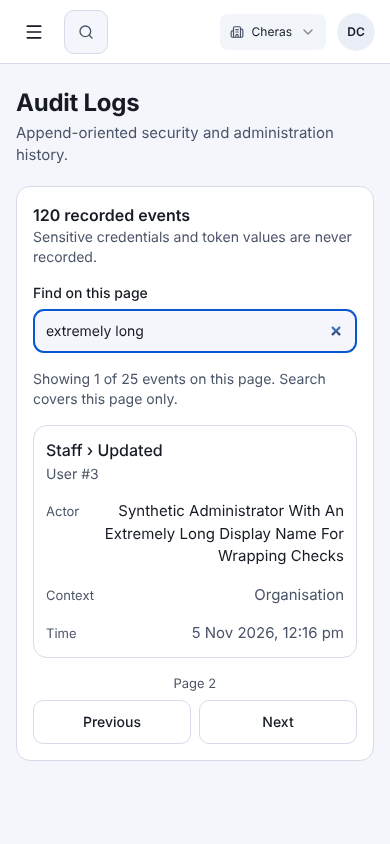 Cheras
DC
Audit Logs
Append-oriented security and administration
history.
120 recorded events
Sensitive credentials and token values are never
recorded.
Find on this page
extremely long
Showing 1 of 25 events on this page. Search
covers this page only.
Staff › Updated
User #3
Actor Synthetic Administrator With An
Extremely Long Display Name For
Wrapping Checks
Context Organisation
Time 5 Nov 2026, 12:16 pm
Page 2
Previous Next